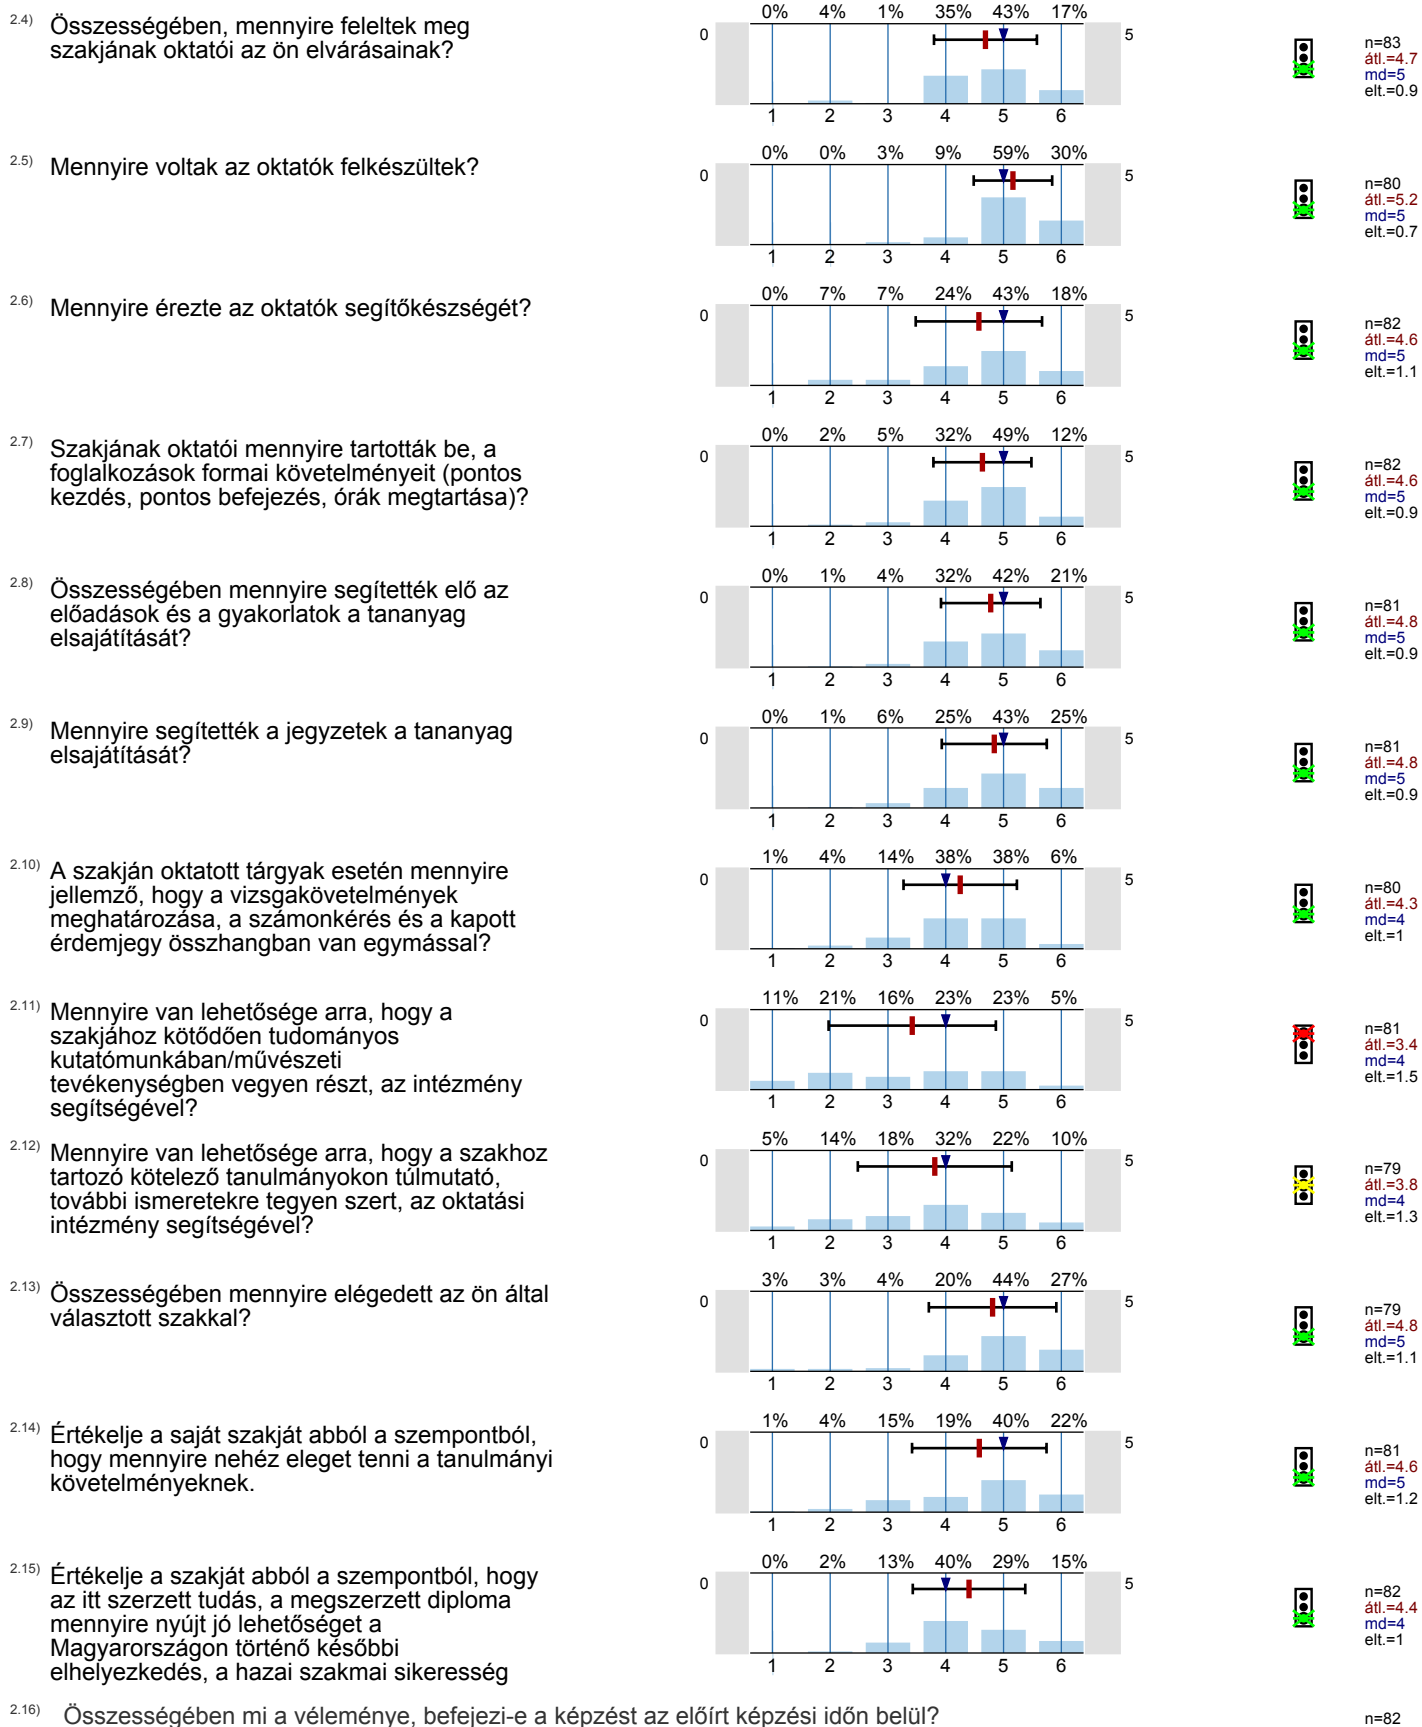 2.4) Összességében, mennyire feleltek meg
szakjának oktatói az ön elvárásainak?
0% 4% 1% 35% 43% 17%
0 5
1 2 3 4 5 6
n=83
átl.=4.7
md=5
elt.=0.9
2.5) Mennyire voltak az oktatók felkészültek?
0% 0% 3% 9% 59% 30%
0 5
1 2 3 4 5 6
n=80
átl.=5.2
md=5
elt.=0.7
2.6) Mennyire érezte az oktatók segítőkészségét?
0% 7% 7% 24% 43% 18%
0 5
1 2 3 4 5 6
n=82
átl.=4.6
md=5
elt.=1.1
2.7) Szakjának oktatói mennyire tartották be, a
foglalkozások formai követelményeit (pontos
kezdés, pontos befejezés, órák megtartása)?
0% 2% 5% 32% 49% 12%
0 5
1 2 3 4 5 6
n=82
átl.=4.6
md=5
elt.=0.9
2.8) Összességében mennyire segítették elő az
előadások és a gyakorlatok a tananyag
elsajátítását?
0% 1% 4% 32% 42% 21%
0 5
1 2 3 4 5 6
n=81
átl.=4.8
md=5
elt.=0.9
2.9) Mennyire segítették a jegyzetek a tananyag
elsajátítását?
0% 1% 6% 25% 43% 25%
0 5
1 2 3 4 5 6
n=81
átl.=4.8
md=5
elt.=0.9
2.10) A szakján oktatott tárgyak esetén mennyire
jellemző, hogy a vizsgakövetelmények
meghatározása, a számonkérés és a kapott
érdemjegy összhangban van egymással?
1% 4% 14% 38% 38% 6%
0 5
1 2 3 4 5 6
n=80
átl.=4.3
md=4
elt.=1
2.11) Mennyire van lehetősége arra, hogy a
szakjához kötődően tudományos
kutatómunkában/művészeti
tevékenységben vegyen részt, az intézmény
segítségével?
11% 21% 16% 23% 23% 5%
0 5
1 2 3 4 5 6
n=81
átl.=3.4
md=4
elt.=1.5
2.12) Mennyire van lehetősége arra, hogy a szakhoz
tartozó kötelező tanulmányokon túlmutató,
további ismeretekre tegyen szert, az oktatási
intézmény segítségével?
5% 14% 18% 32% 22% 10%
0 5
1 2 3 4 5 6
n=79
átl.=3.8
md=4
elt.=1.3
2.13) Összességében mennyire elégedett az ön által
választott szakkal?
3% 3% 4% 20% 44% 27%
0 5
1 2 3 4 5 6
n=79
átl.=4.8
md=5
elt.=1.1
2.14) Értékelje a saját szakját abból a szempontból,
hogy mennyire nehéz eleget tenni a tanulmányi
követelményeknek.
1% 4% 15% 19% 40% 22%
0 5
1 2 3 4 5 6
n=81
átl.=4.6
md=5
elt.=1.2
2.15) Értékelje a szakját abból a szempontból, hogy
az itt szerzett tudás, a megszerzett diploma
mennyire nyújt jó lehetőséget a
Magyarországon történő későbbi
elhelyezkedés, a hazai szakmai sikeresség
0% 2% 13% 40% 29% 15%
0 5
1 2 3 4 5 6
n=82
átl.=4.4
md=4
elt.=1
2.16) Összességében mi a véleménye, befejezi-e a képzést az előírt képzési időn belül?
n=82